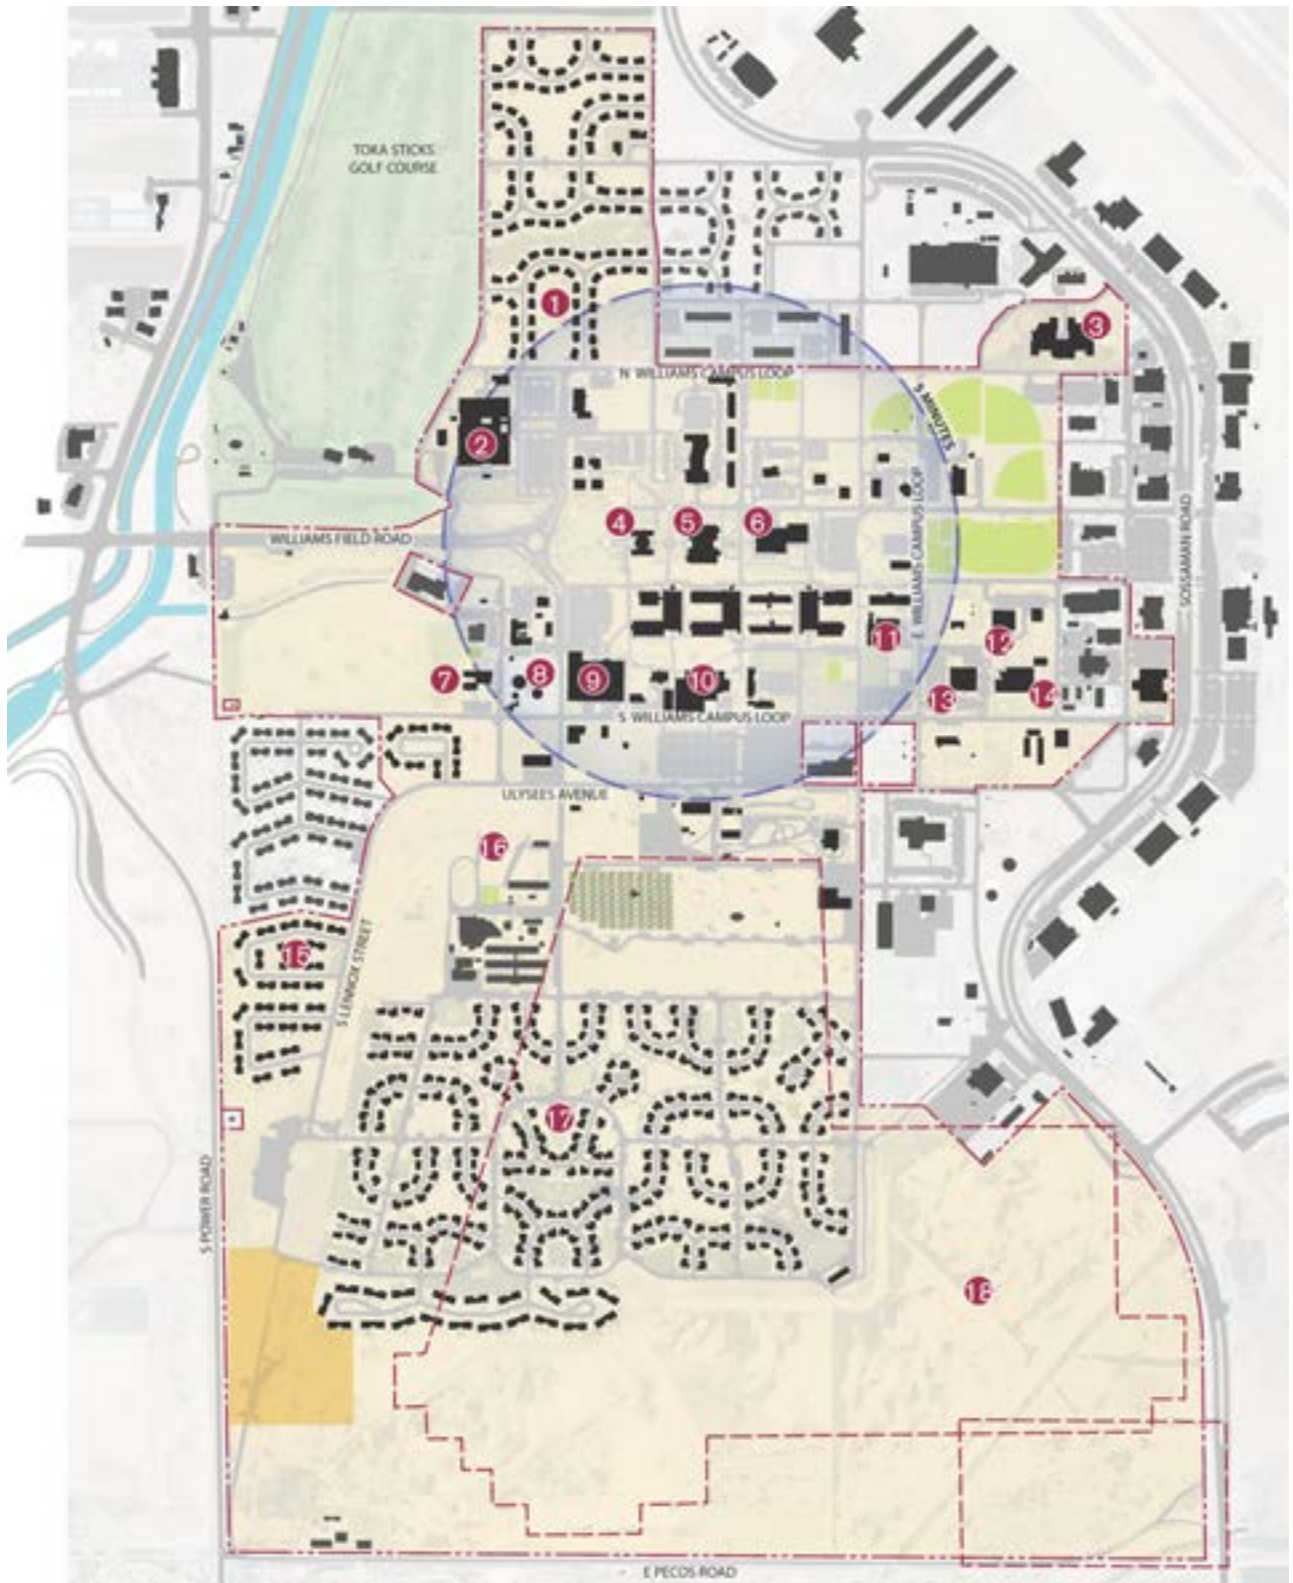 TOKA STICKS
GOLF COURSE
1
3
N WILLIAMS CAMPUS LOOP
5 MINUTES
2
4
5
6
WILLIAMS FIELD ROAD
E WILLIAMS CAMPUS LOOP
SOSSAMAN ROAD
11
12
7
8
9
10
13
14
S WILLIAMS CAMPUS LOOP
ULYSEES AVENUE
16
15
S LENNOX STREET
17
S POWER ROAD
18
E PECOS ROAD